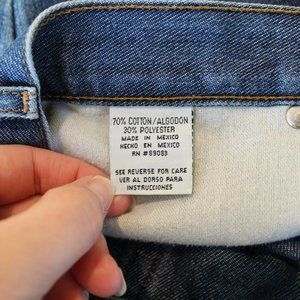 70% COTTON/ALGODON
30% POLYESTER
MADE IN MEXICO
HECHO EN MEXICO
RN #89083
SEE REVERSE FOR CARE
VER AL DORSO PARA
INSTRUCCIONES